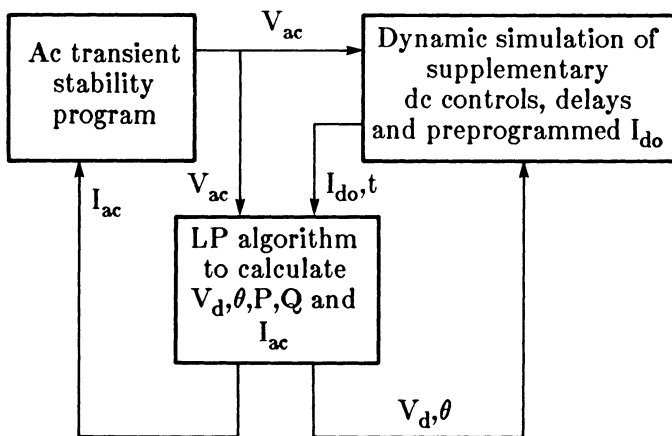 V_ac
Ac transient
stability
program
Dynamic simulation of
supplementary
dc controls, delays
and preprogrammed I_do
I_ac
V_ac
I_do,t
LP algorithm
to calculate
V_d,θ,P,Q and
I_ac
V_d,θ